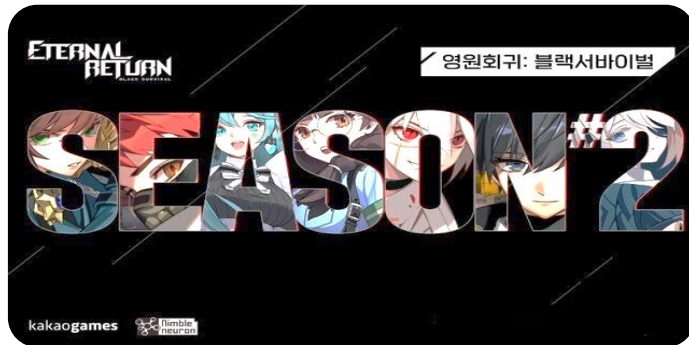 ETERNAL
RETURN
BLACK SURVIVAL
영원회귀: 블랙서바이벌
SEASON #2
kakaogames
nimble
neuron